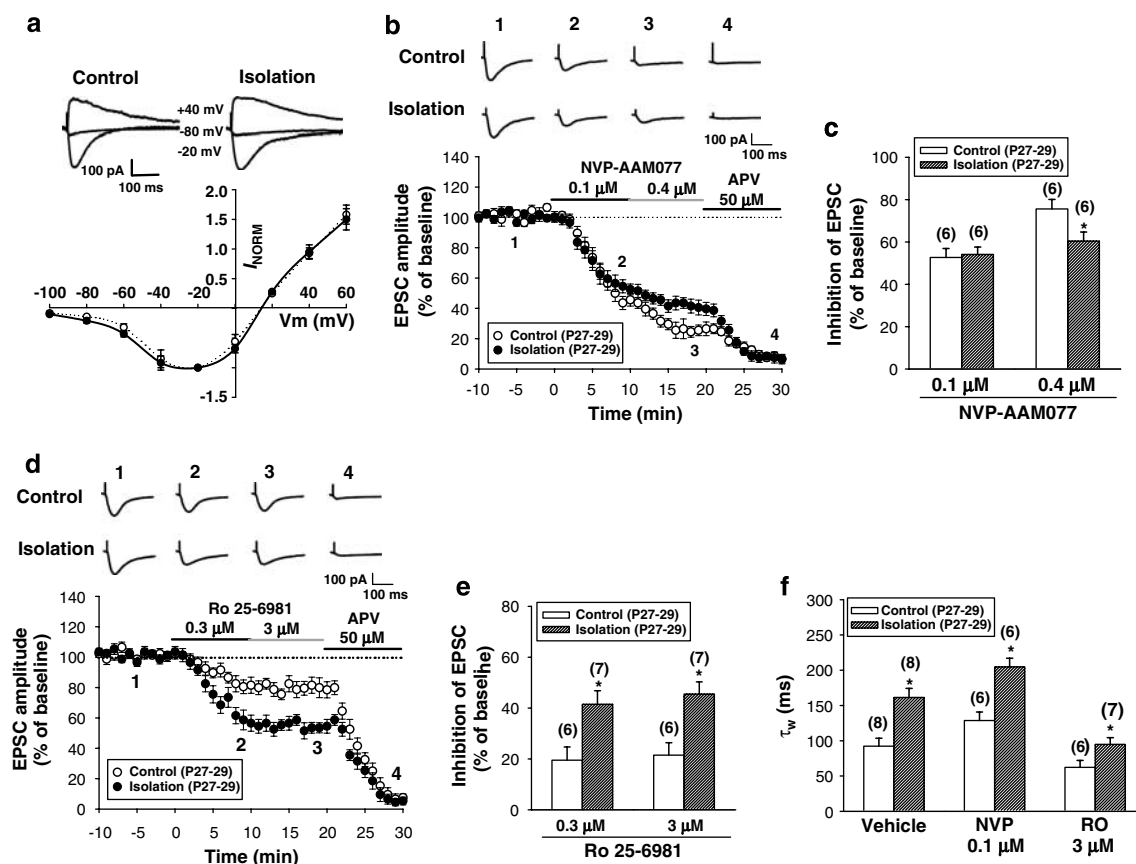 a
Control
Isolation
+40 mV
-80 mV
-20 mV
100 pA
100 ms
2.0
1.5
1.0
0.5
I NORM
-100 -80 -60 -40 -20 0 20 40 60
Vm (mV)
-1.5
b
1 2 3 4
Control
Isolation
100 pA
100 ms
NVP-AAM077
0.1 µM 0.4 µM
APV
50 µM
EPSC amplitude
(% of baseline)
140
120
100
80
60
40
20
0
1
2
3
4
Control (P27-29)
Isolation (P27-29)
-10 -5 0 5 10 15 20 25 30
Time (min)
c
Control (P27-29)
Isolation (P27-29)
Inhibition of EPSC
(% of baseline)
100
80
60
40
20
0
(6) (6) (6) (6)
*
0.1 µM 0.4 µM
NVP-AAM077
d
1 2 3 4
Control
Isolation
100 pA
100 ms
Ro 25-6981
0.3 µM 3 µM
APV
50 µM
EPSC amplitude
(% of baseline)
140
120
100
80
60
40
20
0
1
2
3
4
Control (P27-29)
Isolation (P27-29)
-10 -5 0 5 10 15 20 25 30
Time (min)
e
Control (P27-29)
Isolation (P27-29)
Inhibition of EPSC
(% of baseline)
80
60
40
20
0
(6) (7) (6) (7)
* *
0.3 µM 3 µM
Ro 25-6981
f
Control (P27-29)
Isolation (P27-29)
τw (ms)
300
250
200
150
100
50
0
(8) (8) (6) (6) (6) (7)
* * *
Vehicle NVP RO
0.1 µM 3 µM